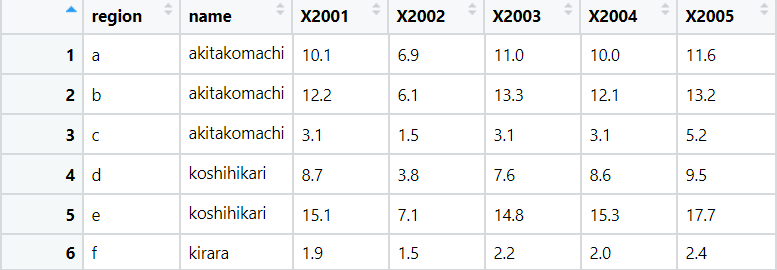 region name X2001 X2002 X2003 X2004 X2005
1 a akitakomachi 10.1 6.9 11.0 10.0 11.6
2 b akitakomachi 12.2 6.1 13.3 12.1 13.2
3 c akitakomachi 3.1 1.5 3.1 3.1 5.2
4 d koshihikari 8.7 3.8 7.6 8.6 9.5
5 e koshihikari 15.1 7.1 14.8 15.3 17.7
6 f kirara 1.9 1.5 2.2 2.0 2.4